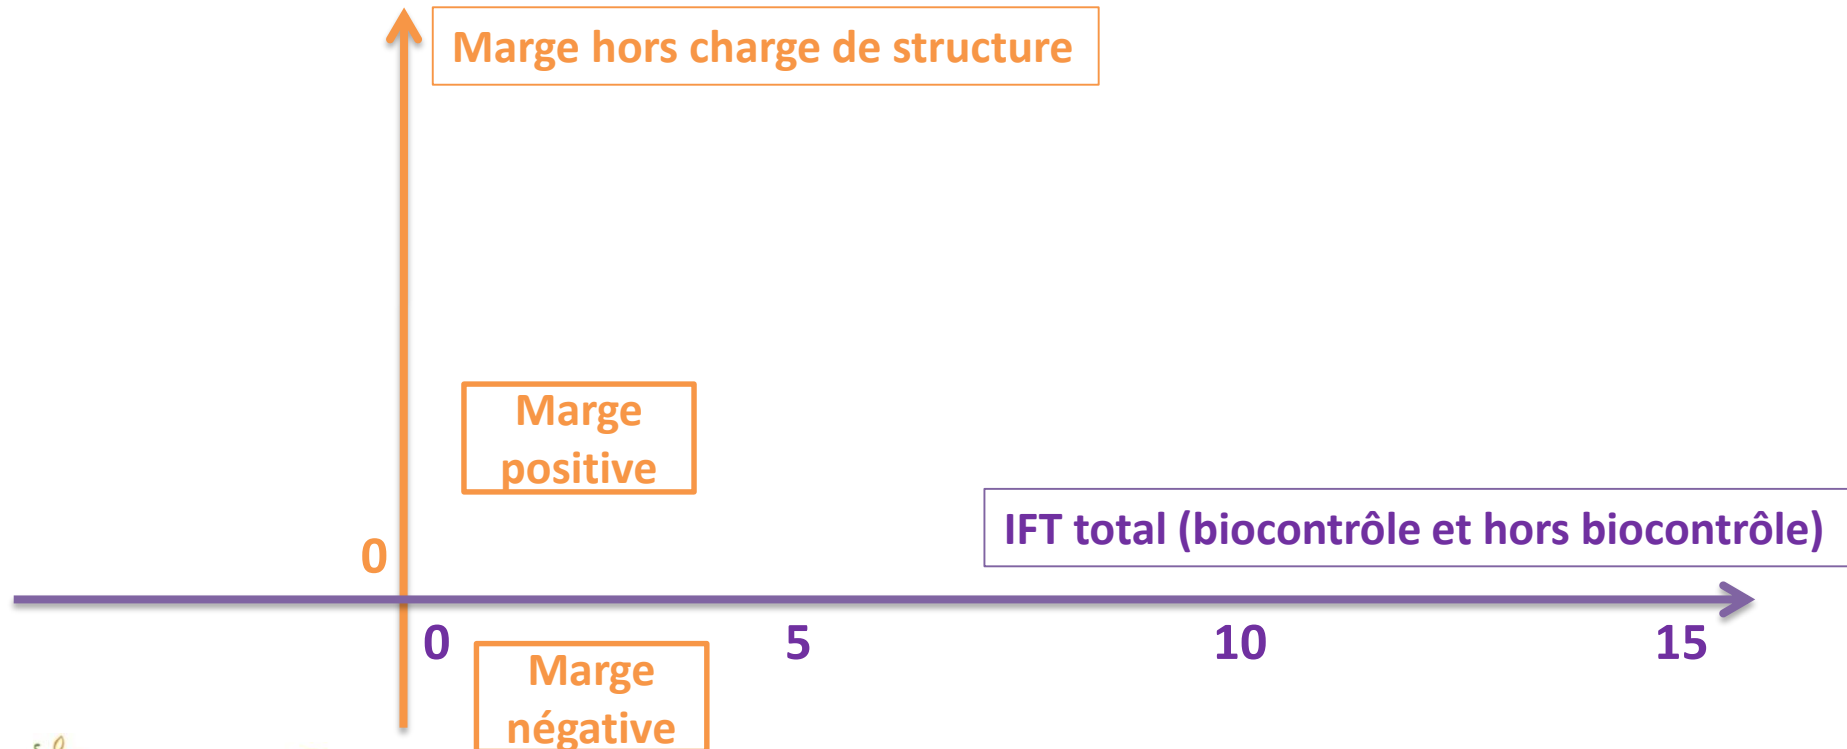 Marge hors charge de structure
Marge
positive
IFT total (biocontrôle et hors biocontrôle)
0
0
5
10
15
Marge
négative